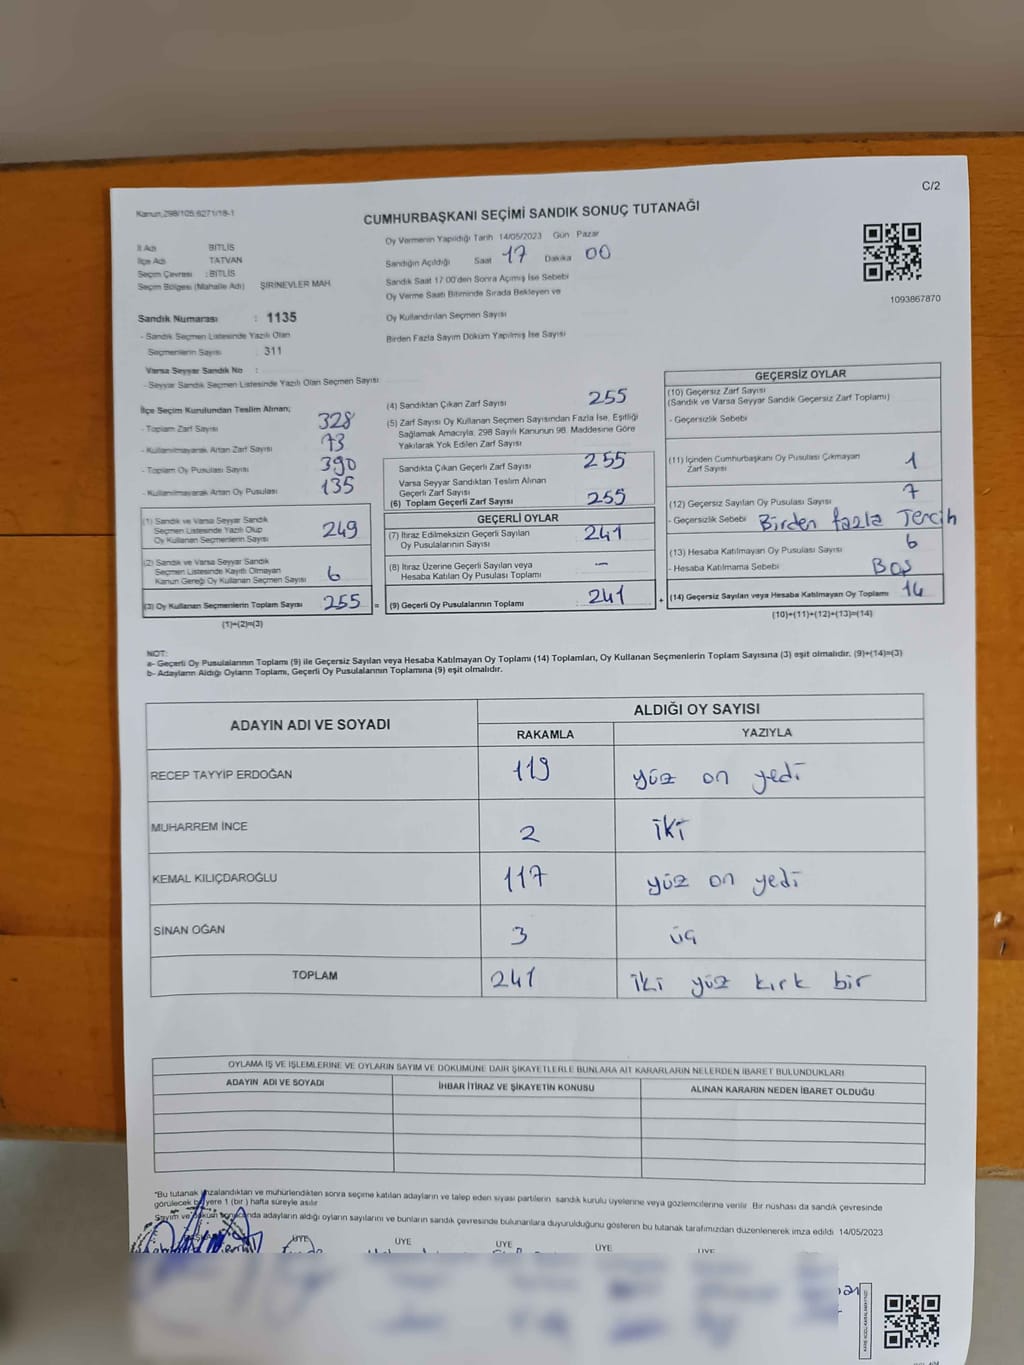 C/2
Kanun,298/105;6271/18-1
CUMHURBAŞKANI SEÇİMİ SANDIK SONUÇ TUTANAĞI
1093867870
İl Adı BİTLİS
İlçe Adı TATVAN
Seçim Çevresi : BİTLİS
Seçim Bölgesi (Mahalle Adı) ŞİRİNEVLER MAH.
Sandık Numarası : 1135
- Sandık Seçmen Listesinde Yazılı Olan
Seçmenlerin Sayısı : 311
Varsa Seyyar Sandık No :
- Seyyar Sandık Seçmen Listesinde Yazılı Olan Seçmen Sayısı
Oy Vermenin Yapıldığı Tarih 14/05/2023 Gün Pazar
Sandığın Açıldığı Saat 17 Dakika 00
Sandık Saat 17:00'den Sonra Açımış İse Sebebi
Oy Verme Saati Bitiminde Sırada Bekleyen ve
Oy Kullandırılan Seçmen Sayısı
Birden Fazla Sayım Döküm Yapılmış İse Sayısı
İlçe Seçim Kurulundan Teslim Alınan;
- Toplam Zarf Sayısı 328
- Kullanılmayarak Artan Zarf Sayısı 73
- Toplam Oy Pusulası Sayısı 390
- Kullanılmayarak Artan Oy Pusulası 135
(1) Sandık ve Varsa Seyyar Sandık
Seçmen Listesinde Yazılı Olup
Oy Kullanan Seçmenlerin Sayısı 249
(2) Sandık ve Varsa Seyyar Sandık
Seçmen Listesinde Kayıtlı Olmayan
Kanun Gereği Oy Kullanan Seçmen Sayısı 6
(3) Oy Kullanan Seçmenlerin Toplam Sayısı 255 =
(1)+(2)=(3)
(4) Sandıktan Çıkan Zarf Sayısı 255
(5) Zarf Sayısı Oy Kullanan Seçmen Sayısından Fazla İse, Eşitliği
Sağlamak Amacıyla, 298 Sayılı Kanunun 98. Maddesine Göre
Yakılarak Yok Edilen Zarf Sayısı
Sandıkta Çıkan Geçerli Zarf Sayısı 255
Varsa Seyyar Sandıktan Teslim Alınan
Geçerli Zarf Sayısı
(6) Toplam Geçerli Zarf Sayısı 255
GEÇERLİ OYLAR
(7) İtiraz Edilmeksizin Geçerli Sayılan
Oy Pusulalarının Sayısı 241
(8) İtiraz Üzerine Geçerli Sayılan veya
Hesaba Katılan Oy Pusulası Toplamı —
(9) Geçerli Oy Pusulalarının Toplamı 241 +
GEÇERSİZ OYLAR
(10) Geçersiz Zarf Sayısı
(Sandık ve Varsa Seyyar Sandık Geçersiz Zarf Toplamı)
- Geçersizlik Sebebi
(11) İçinden Cumhurbaşkanı Oy Pusulası Çıkmayan
Zarf Sayısı 1
(12) Geçersiz Sayılan Oy Pusulası Sayısı 7
- Geçersizlik Sebebi Birden fazla Tercih
(13) Hesaba Katılmayan Oy Pusulası Sayısı 6
- Hesaba Katılmama Sebebi Boş
(14) Geçersiz Sayılan veya Hesaba Katılmayan Oy Toplamı 14
(10)+(11)+(12)+(13)=(14)
NOT:
a- Geçerli Oy Pusulalarının Toplamı (9) ile Geçersiz Sayılan veya Hesaba Katılmayan Oy Toplamı (14) Toplamları, Oy Kullanan Seçmenlerin Toplam Sayısına (3) eşit olmalıdır. (9)+(14)=(3)
b- Adayların Aldığı Oyların Toplamı, Geçerli Oy Pusulalarının Toplamına (9) eşit olmalıdır.
ADAYIN ADI VE SOYADI ALDIĞI OY SAYISI
RAKAMLA YAZIYLA
RECEP TAYYİP ERDOĞAN 119 yüz on yedi
MUHARREM İNCE 2 iki
KEMAL KILIÇDAROĞLU 117 yüz on yedi
SİNAN OĞAN 3 üç
TOPLAM 241 iki yüz kırk bir
OYLAMA İŞ VE İŞLEMLERİNE VE OYLARIN SAYIM VE DÖKÜMÜNE DAİR ŞİKAYETLERLE BUNLARA AİT KARARLARIN NELERDEN İBARET BULUNDUKLARI
ADAYIN ADI VE SOYADI İHBAR İTİRAZ VE ŞİKAYETİN KONUSU ALINAN KARARIN NEDEN İBARET OLDUĞU
*Bu tutanak imzalandıktan ve mühürlendikten sonra seçime katılan adayların ve talep eden siyasi partilerin sandık kurulu üyelerine veya gözlemcilerine verilir. Bir nushası da sandık çevresinde
görülecek bir yere 1 (bir) hafta süreyle asılır
Sayım ve döküm sonucunda adayların aldığı oyların sayılarını ve bunların sandık çevresinde bulunanlara duyurulduğunu gösteren bu tutanak tarafımızdan düzenlenerek imza edildi 14/05/2023
ÜYE ÜYE ÜYE ÜYE ÜYE